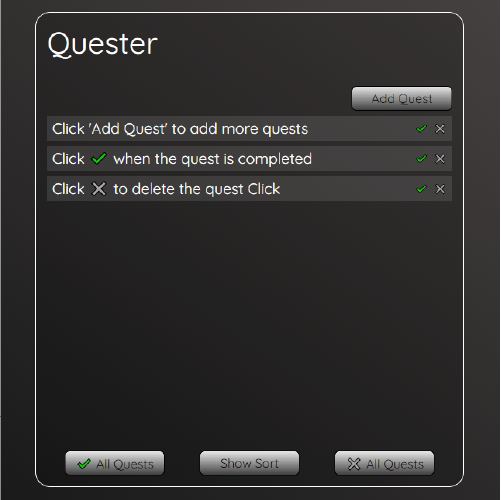 Quester
Add Quest
Click 'Add Quest' to add more quests
Click when the quest is completed
Click to delete the quest Click
All Quests
Show Sort
All Quests